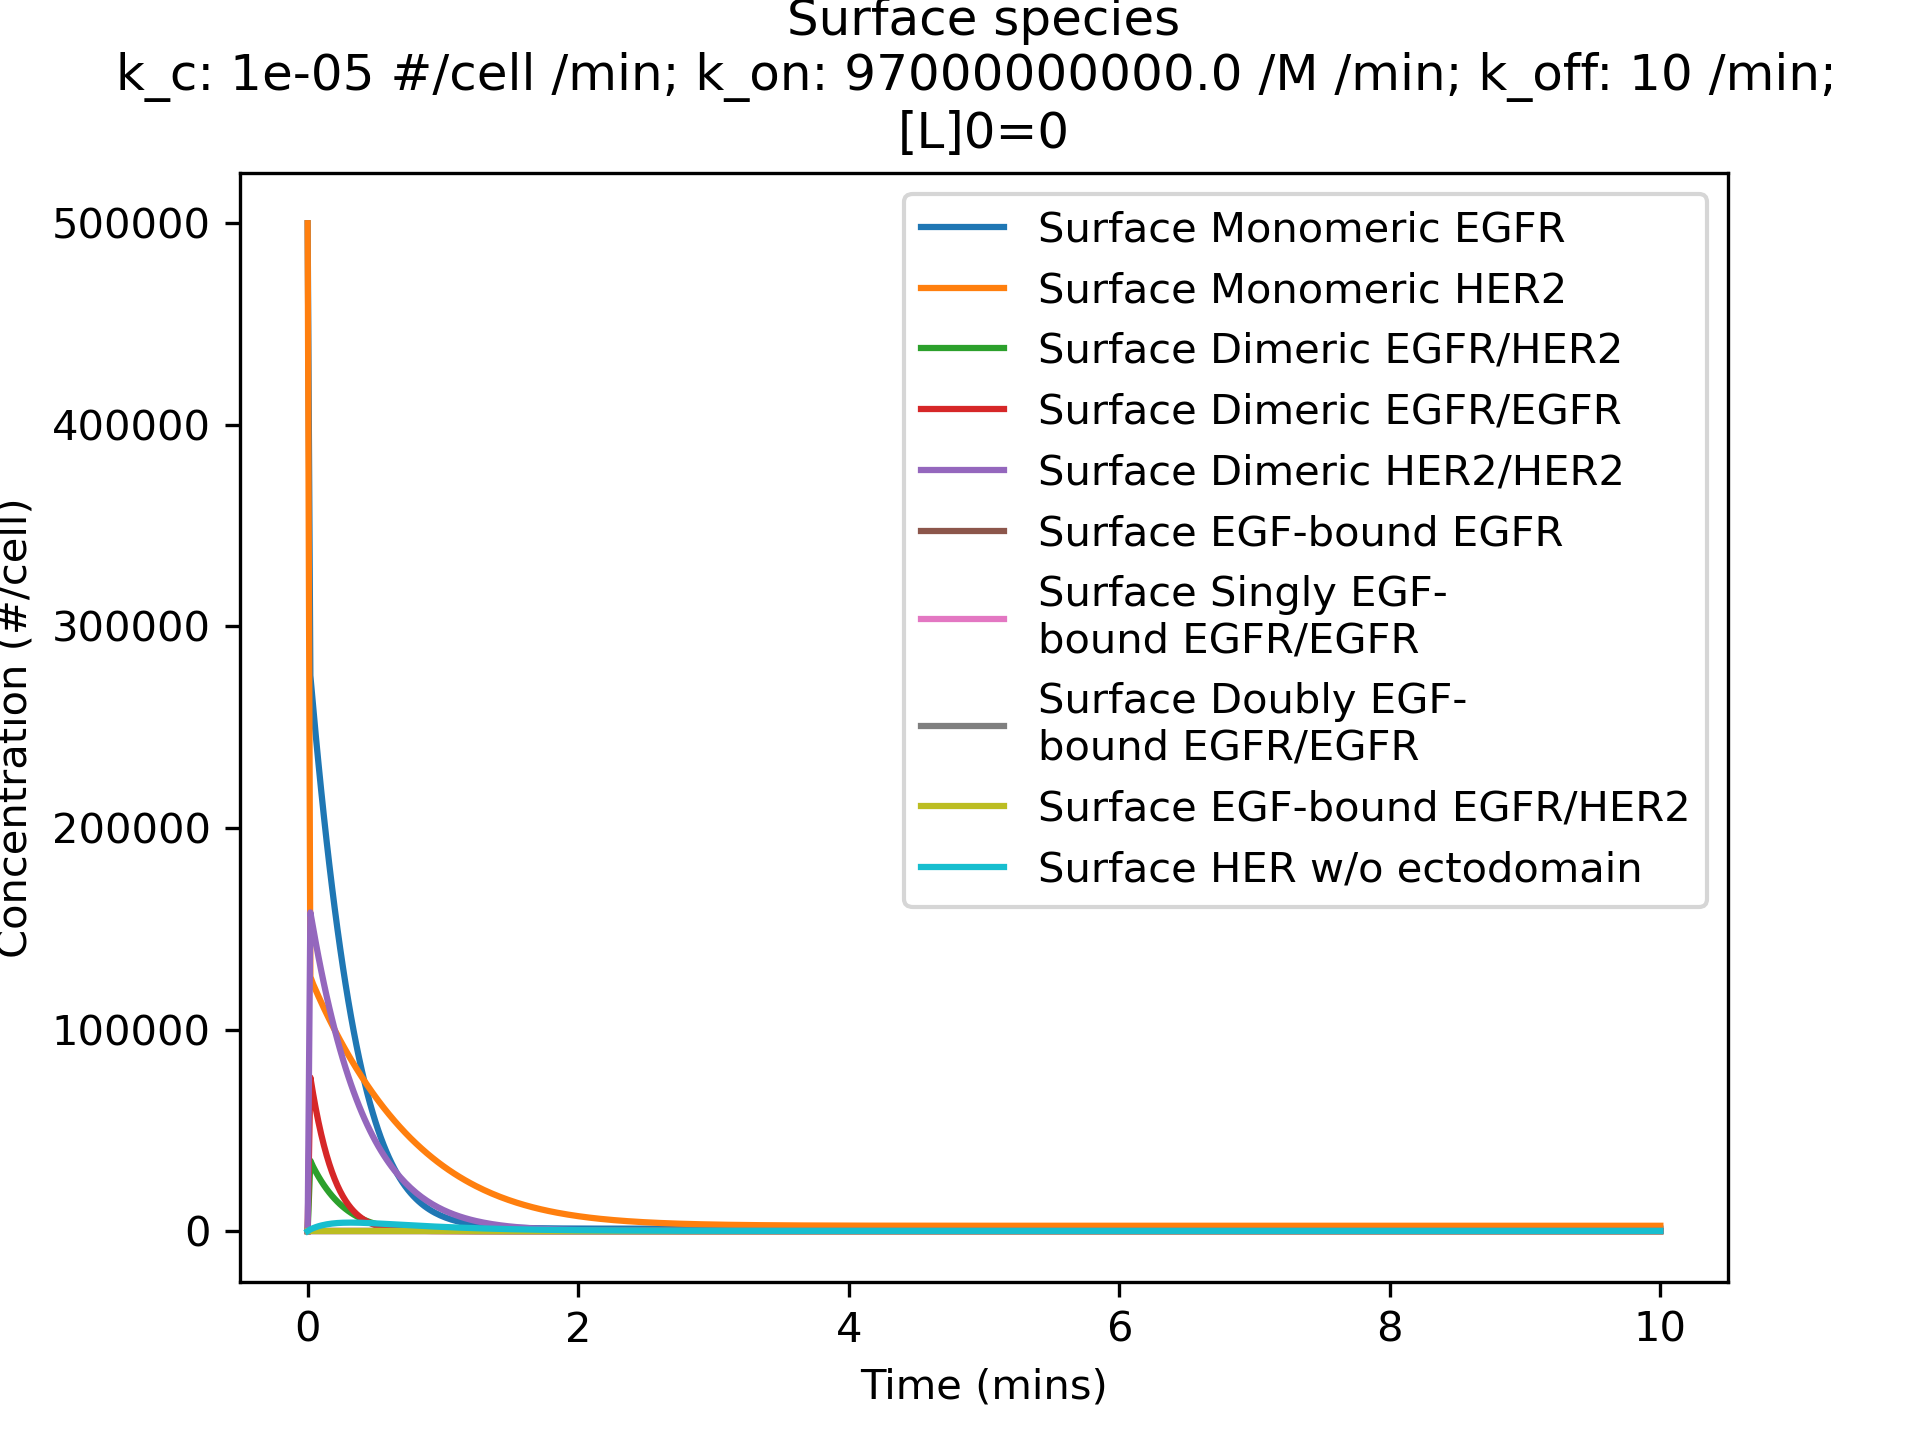 Surface species
k_c: 1e-05 #/cell /min; k_on: 97000000000.0 /M /min; k_off: 10 /min;
[L]0=0
500000
400000
300000
200000
100000
0
Concentration (#/cell)
Surface Monomeric EGFR
Surface Monomeric HER2
Surface Dimeric EGFR/HER2
Surface Dimeric EGFR/EGFR
Surface Dimeric HER2/HER2
Surface EGF-bound EGFR
Surface Singly EGF-
bound EGFR/EGFR
Surface Doubly EGF-
bound EGFR/EGFR
Surface EGF-bound EGFR/HER2
Surface HER w/o ectodomain
0 2 4 6 8 10
Time (mins)